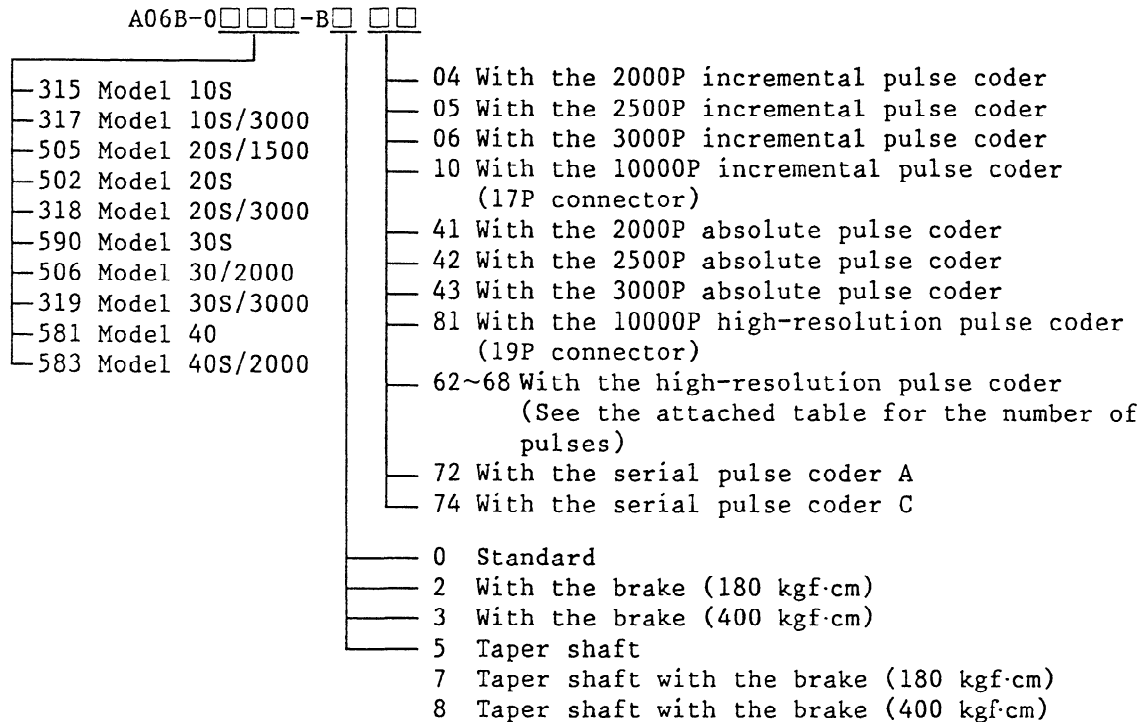 A06B-0□□□-B□ □□
315 Model 10S
317 Model 10S/3000
505 Model 20S/1500
502 Model 20S
318 Model 20S/3000
590 Model 30S
506 Model 30/2000
319 Model 30S/3000
581 Model 40
583 Model 40S/2000
04 With the 2000P incremental pulse coder
05 With the 2500P incremental pulse coder
06 With the 3000P incremental pulse coder
10 With the 10000P incremental pulse coder
(17P connector)
41 With the 2000P absolute pulse coder
42 With the 2500P absolute pulse coder
43 With the 3000P absolute pulse coder
81 With the 10000P high-resolution pulse coder
(19P connector)
62~68 With the high-resolution pulse coder
(See the attached table for the number of
pulses)
72 With the serial pulse coder A
74 With the serial pulse coder C
0 Standard
2 With the brake (180 kgf·cm)
3 With the brake (400 kgf·cm)
5 Taper shaft
7 Taper shaft with the brake (180 kgf·cm)
8 Taper shaft with the brake (400 kgf·cm)